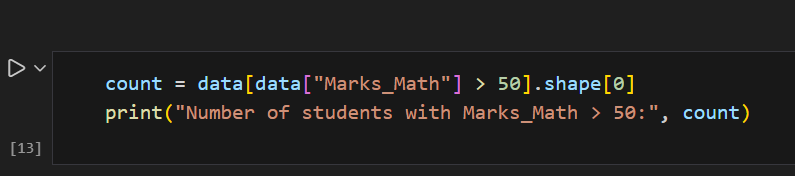 count = data[data["Marks_Math"] > 50].shape[0]
print("Number of students with Marks_Math > 50:", count)
[13]